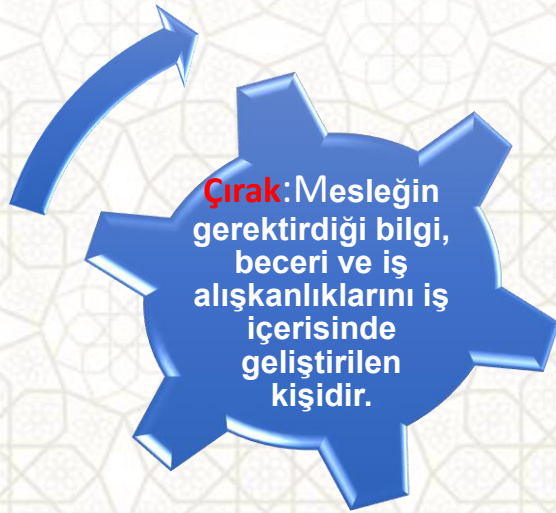 Çırak:Mesleğin
gerektirdiği bilgi,
beceri ve iş
alışkanlıklarını iş
içerisinde
geliştirilen
kişidir.